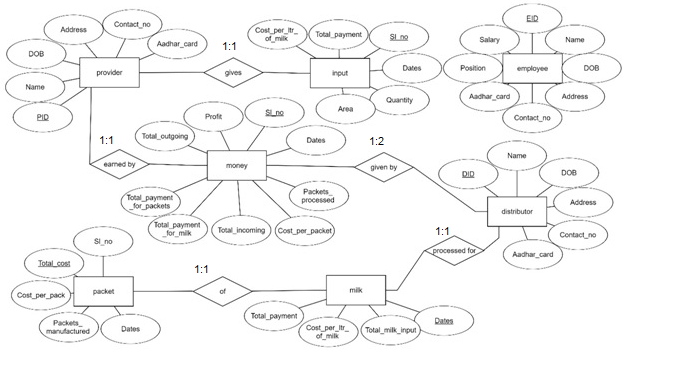 EID
Contact_no
Address
Cost_per_ltr_
of_milk
Total_payment
SI_no
Salary
Name
Aadhar_card
1:1
DOB
provider
gives
input
Dates
Position
employee
DOB
Name
Quantity
Aadhar_card
Address
Area
PID
Profit
SI_no
Contact_no
Total_outgoing
Dates
1:1
1:2
Name
earned by
money
given by
DID
DOB
Packets_
processed
Total_payment
_for_packets
Address
distributor
Total_payment
_for_milk
Total_incoming
Cost_per_packet
1:1
Contact_no
SI_no
processed for
Aadhar_card
Total_cost
1:1
packet
of
milk
Cost_per_pack
Total_payment
Dates
Packets_
manufactured
Dates
Cost_per_ltr_
of_milk
Total_milk_input